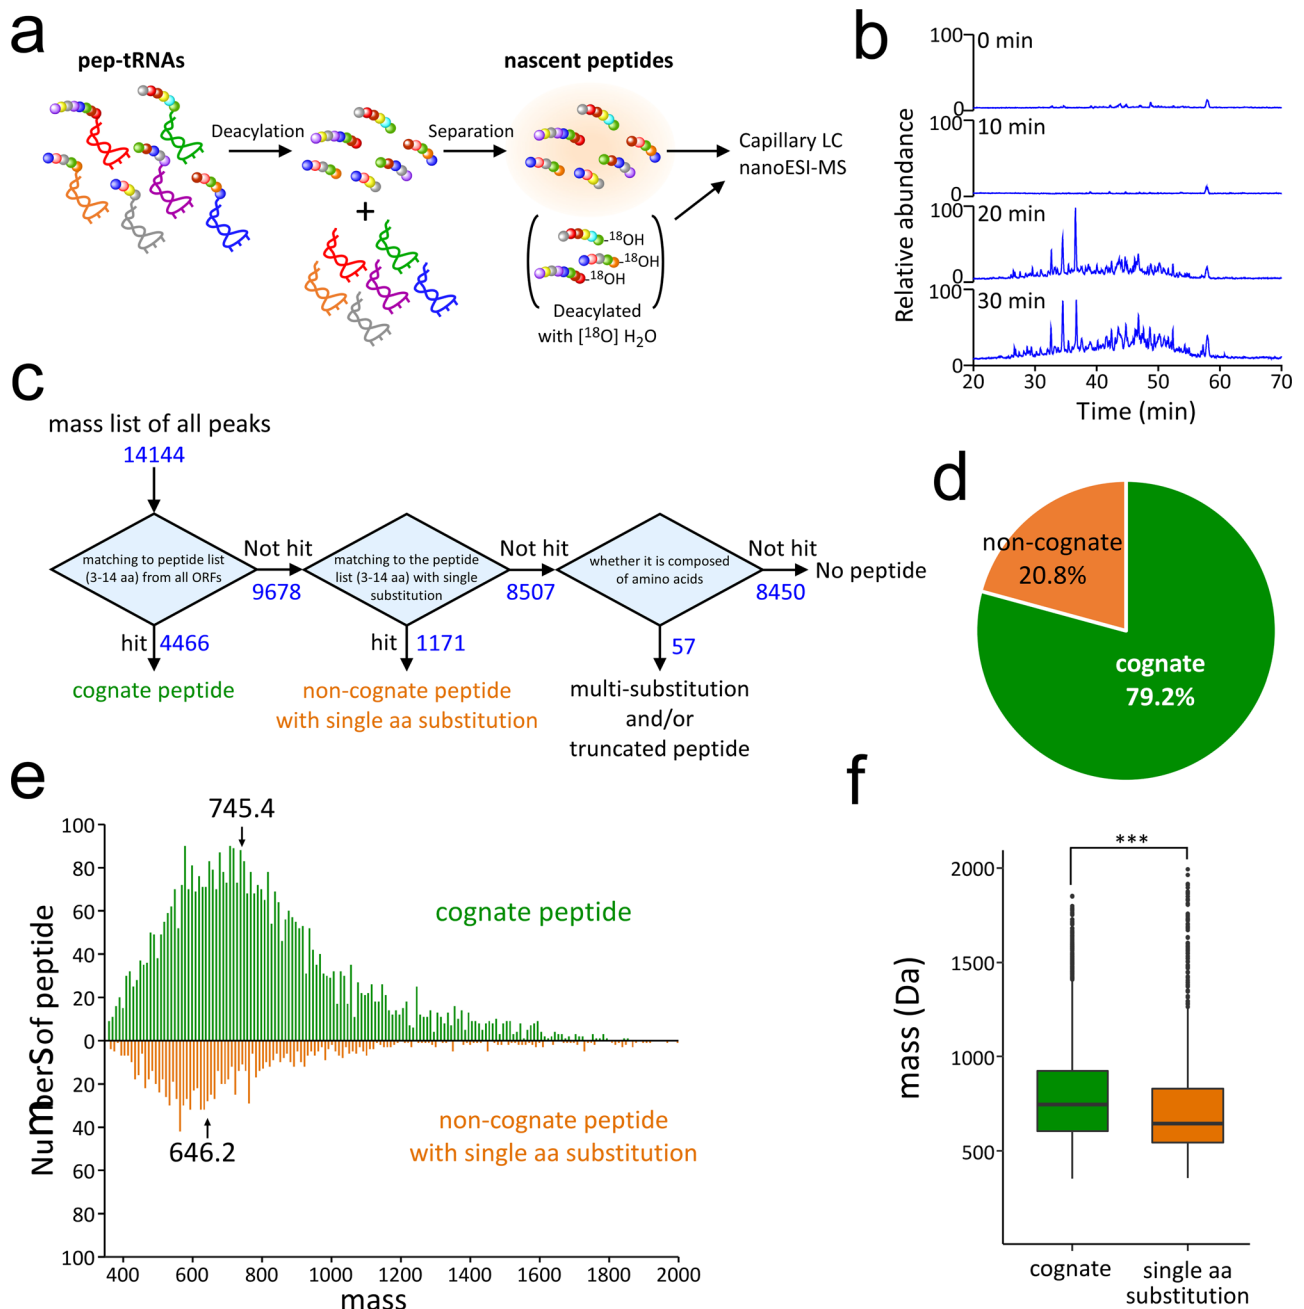 a
pep-tRNAs
nascent peptides
Deacylation
Separation
+
Capillary LC
nanoESI-MS
-18OH
-18OH
-18OH
Deacylated
with [18O] H2O
b
Relative abundance
100
0 min
0
100
10 min
0
100
20 min
0
100
30 min
0
20 30 40 50 60 70
Time (min)
c
mass list of all peaks
14144
matching to peptide list
(3-14 aa) from all ORFs
Not hit
9678
hit
4466
cognate peptide
matching to the peptide
list (3-14 aa) with single
substitution
Not hit
8507
hit
1171
non-cognate peptide
with single aa substitution
whether it is composed
of amino acids
Not hit
8450
No peptide
57
multi-substitution
and/or
truncated peptide
d
non-cognate
20.8%
cognate
79.2%
e
NumberSof peptide
745.4
100
80
60
40
20
0
20
40
60
80
100
cognate peptide
646.2
non-cognate peptide
with single aa substitution
400 600 800 1000 1200 1400 1600 1800 2000
mass
f
***
mass (Da)
2000
1500
1000
500
cognate
single aa
substitution